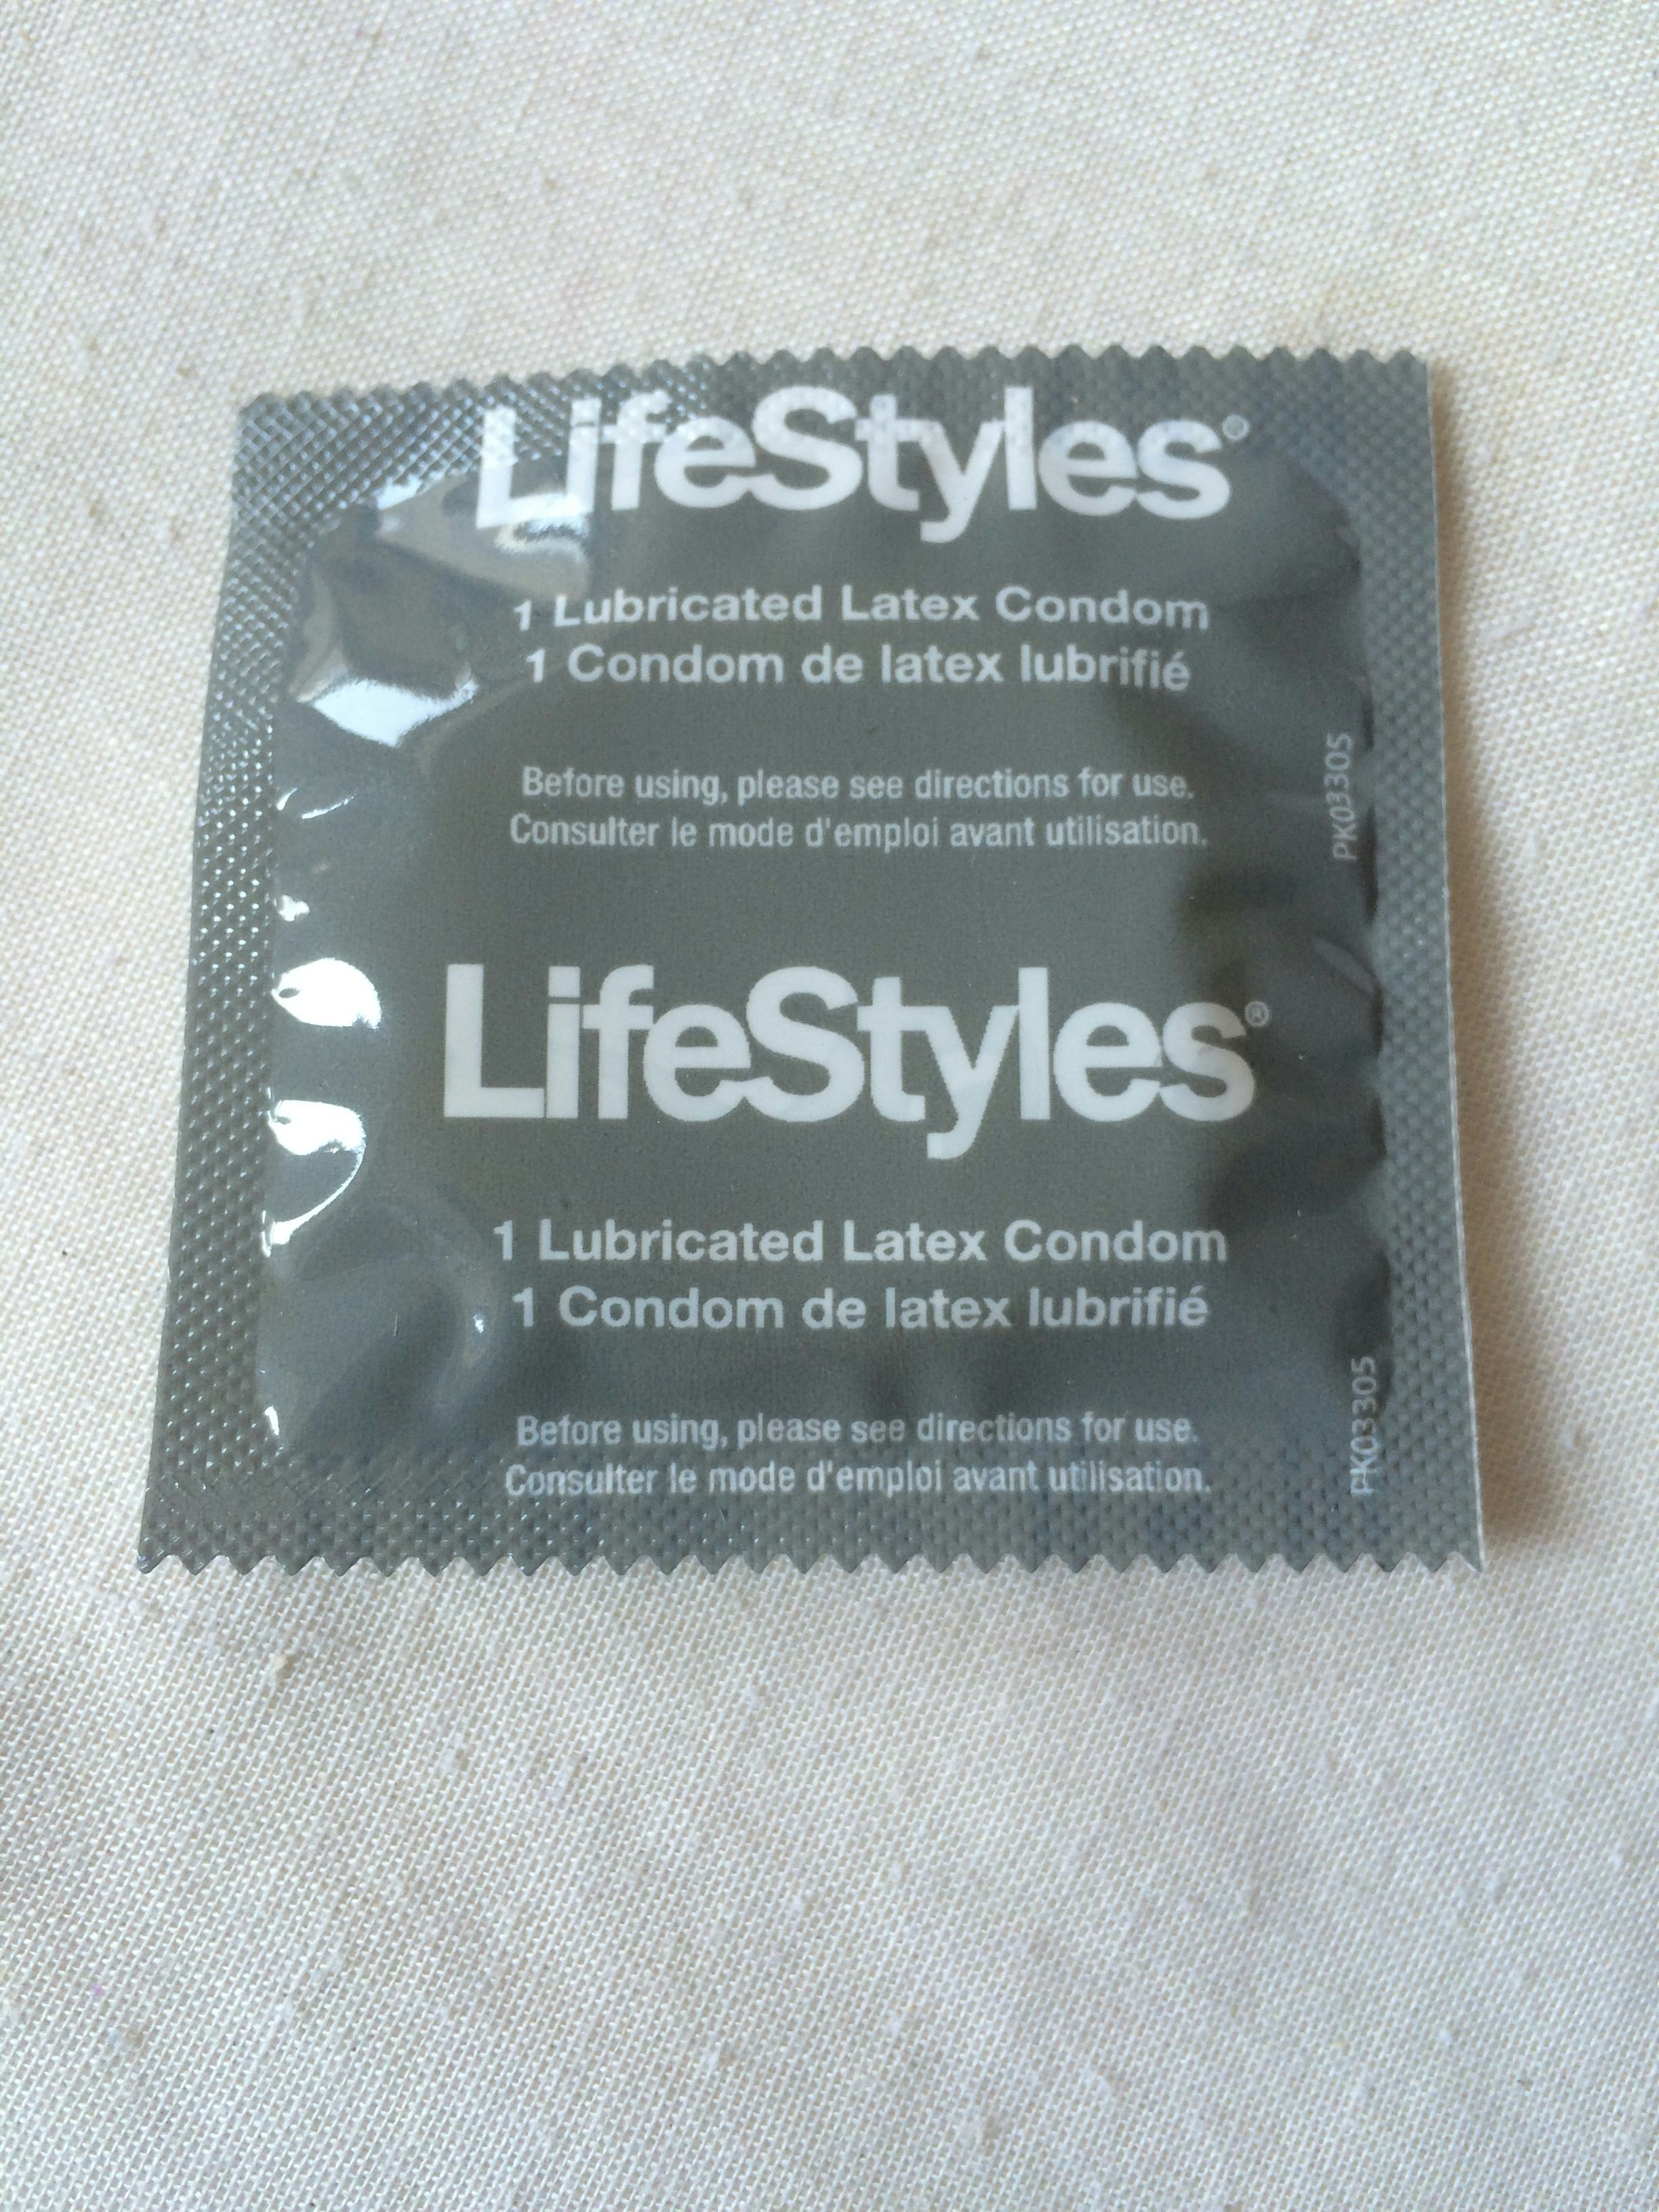 LifeStyles®
1 Lubricated Latex Condom
1 Condom de latex lubrifié
Before using, please see directions for use.
Consulter le mode d'emploi avant utilisation.
PK03305
LifeStyles®
1 Lubricated Latex Condom
1 Condom de latex lubrifié
Before using, please see directions for use.
Consulter le mode d'emploi avant utilisation.
PK03305